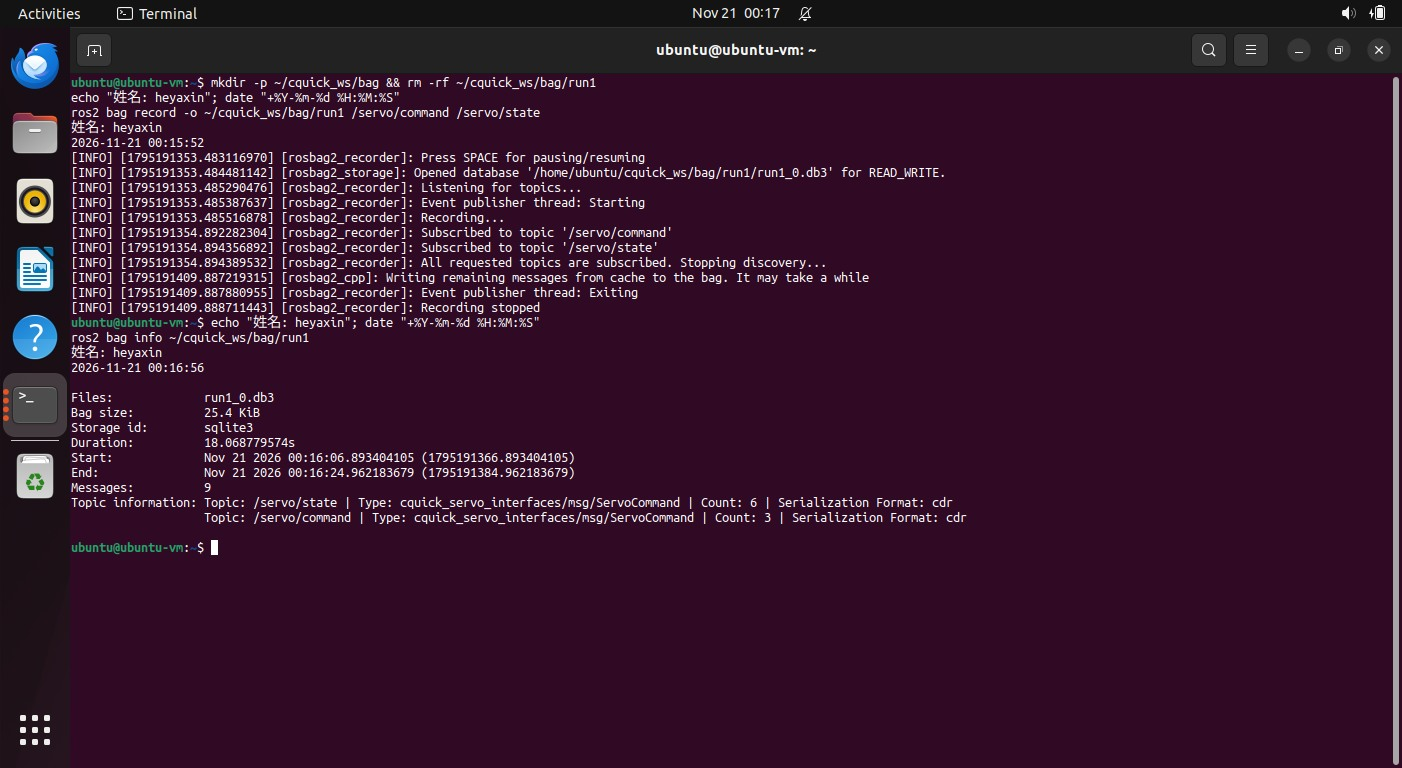 Activities
Terminal
Nov 21 00:17
ubuntu@ubuntu-vm: ~
ubuntu@ubuntu-vm:~$ mkdir -p ~/cquick_ws/bag && rm -rf ~/cquick_ws/bag/run1
echo "姓名: heyaxin"; date "+%Y-%m-%d %H:%M:%S"
ros2 bag record -o ~/cquick_ws/bag/run1 /servo/command /servo/state
姓名: heyaxin
2026-11-21 00:15:52
[INFO] [1795191353.483116970] [rosbag2_recorder]: Press SPACE for pausing/resuming
[INFO] [1795191353.484481142] [rosbag2_storage]: Opened database '/home/ubuntu/cquick_ws/bag/run1/run1_0.db3' for READ_WRITE.
[INFO] [1795191353.485290476] [rosbag2_recorder]: Listening for topics...
[INFO] [1795191353.485387637] [rosbag2_recorder]: Event publisher thread: Starting
[INFO] [1795191353.485516878] [rosbag2_recorder]: Recording...
[INFO] [1795191354.892282304] [rosbag2_recorder]: Subscribed to topic '/servo/command'
[INFO] [1795191354.894356892] [rosbag2_recorder]: Subscribed to topic '/servo/state'
[INFO] [1795191354.894389532] [rosbag2_recorder]: All requested topics are subscribed. Stopping discovery...
[INFO] [1795191409.887219315] [rosbag2_cpp]: Writing remaining messages from cache to the bag. It may take a while
[INFO] [1795191409.887880955] [rosbag2_recorder]: Event publisher thread: Exiting
[INFO] [1795191409.888711443] [rosbag2_recorder]: Recording stopped
ubuntu@ubuntu-vm:~$ echo "姓名: heyaxin"; date "+%Y-%m-%d %H:%M:%S"
ros2 bag info ~/cquick_ws/bag/run1
姓名: heyaxin
2026-11-21 00:16:56
Files: run1_0.db3
Bag size: 25.4 KiB
Storage id: sqlite3
Duration: 18.068779574s
Start: Nov 21 2026 00:16:06.893404105 (1795191366.893404105)
End: Nov 21 2026 00:16:24.962183679 (1795191384.962183679)
Messages: 9
Topic information: Topic: /servo/state | Type: cquick_servo_interfaces/msg/ServoCommand | Count: 6 | Serialization Format: cdr
Topic: /servo/command | Type: cquick_servo_interfaces/msg/ServoCommand | Count: 3 | Serialization Format: cdr
ubuntu@ubuntu-vm:~$